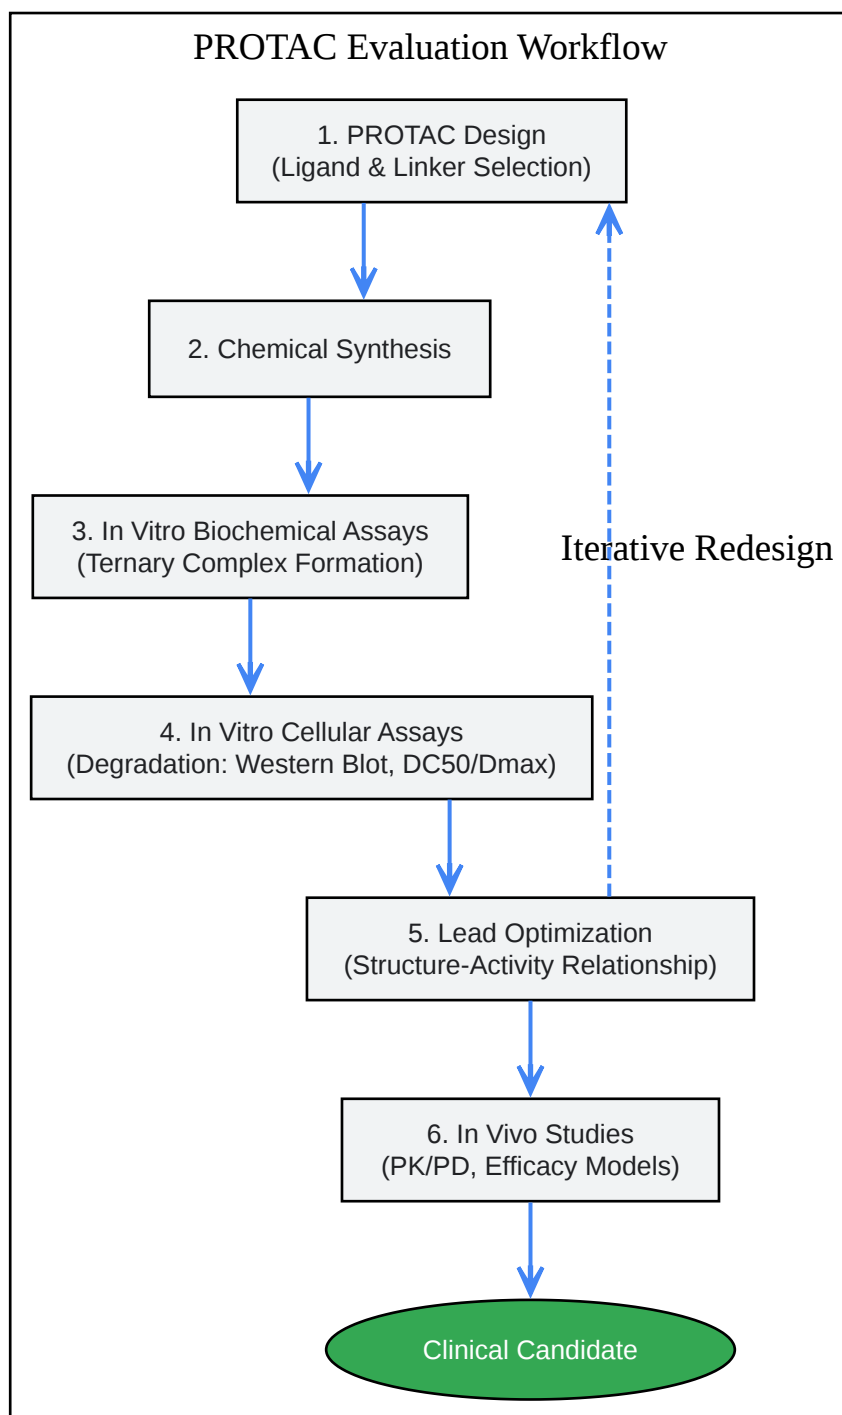 PROTAC Evaluation Workflow
1. PROTAC Design
(Ligand & Linker Selection)
2. Chemical Synthesis
3. In Vitro Biochemical Assays
(Ternary Complex Formation)
Iterative Redesign
4. In Vitro Cellular Assays
(Degradation: Western Blot, DC50/Dmax)
5. Lead Optimization
(Structure-Activity Relationship)
6. In Vivo Studies
(PK/PD, Efficacy Models)
Clinical Candidate